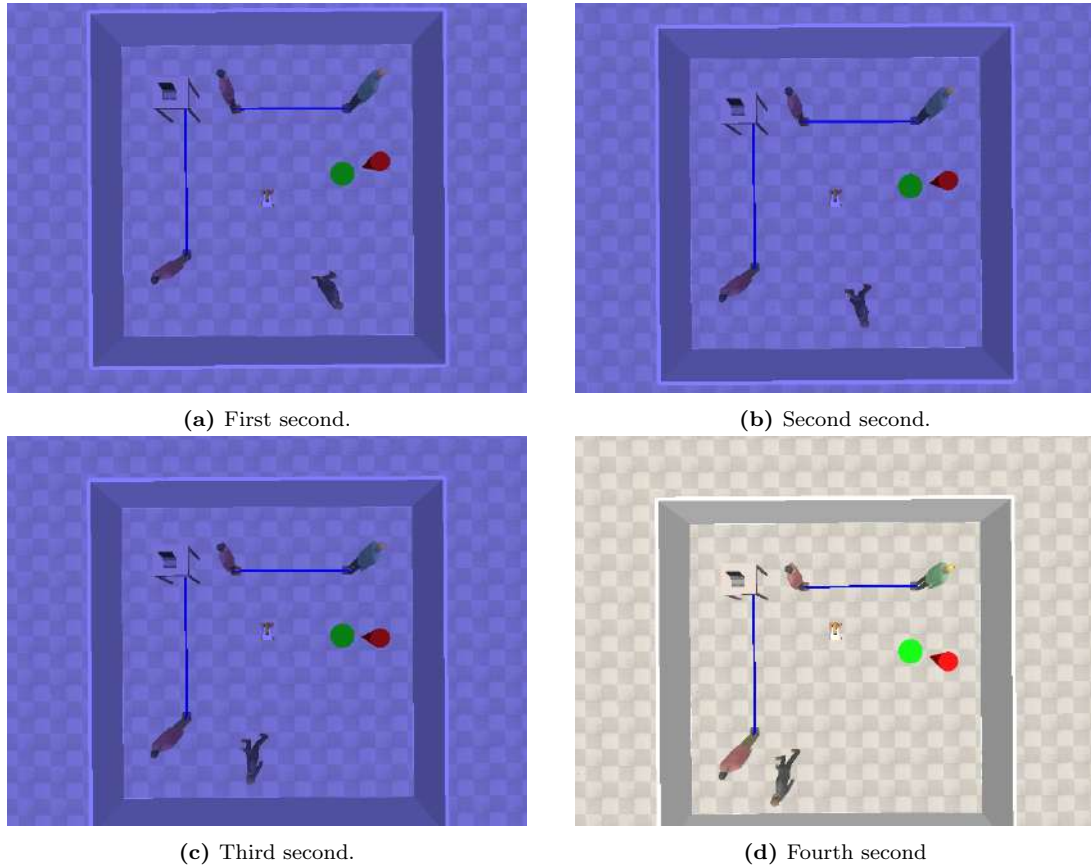 (a) First second.
(b) Second second.
(c) Third second.
(d) Fourth second